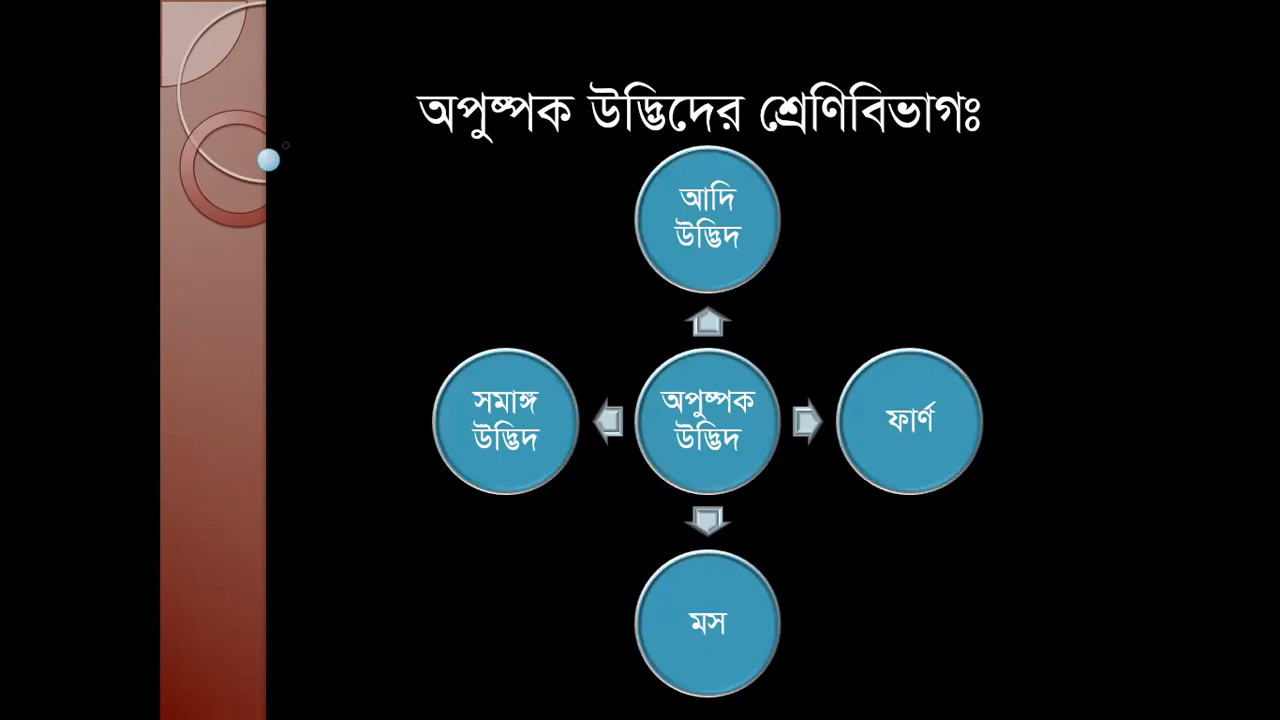 অপুষ্পক উদ্ভিদের শ্রেণিবিভাগঃ
আদি
উদ্ভিদ
সমাঙ্গ
উদ্ভিদ
অপুষ্পক
উদ্ভিদ
ফার্ণ
মস